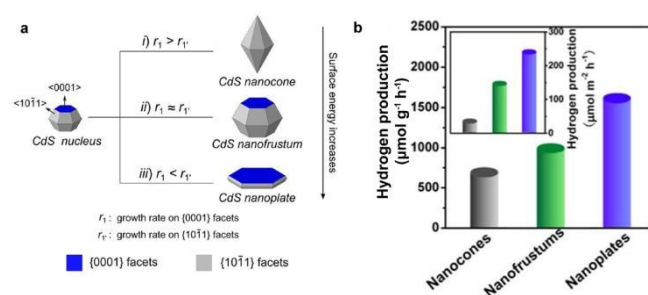 a
<0001>
<101̄1>
CdS nucleus
i) r₁ > r₁'
CdS nanocone
ii) r₁ ≈ r₁'
CdS nanofrustum
iii) r₁ < r₁'
CdS nanoplate
Surface energy increases
r₁ : growth rate on {0001} facets
r₁' : growth rate on {101̄1} facets
{0001} facets
{101̄1} facets
b
Hydrogen production
(μmol g⁻¹ h⁻¹)
2500
2000
1500
1000
500
0
300
200
100
0
Hydrogen production
(μmol m⁻² h⁻¹)
Nanocones
Nanofrustums
Nanoplates